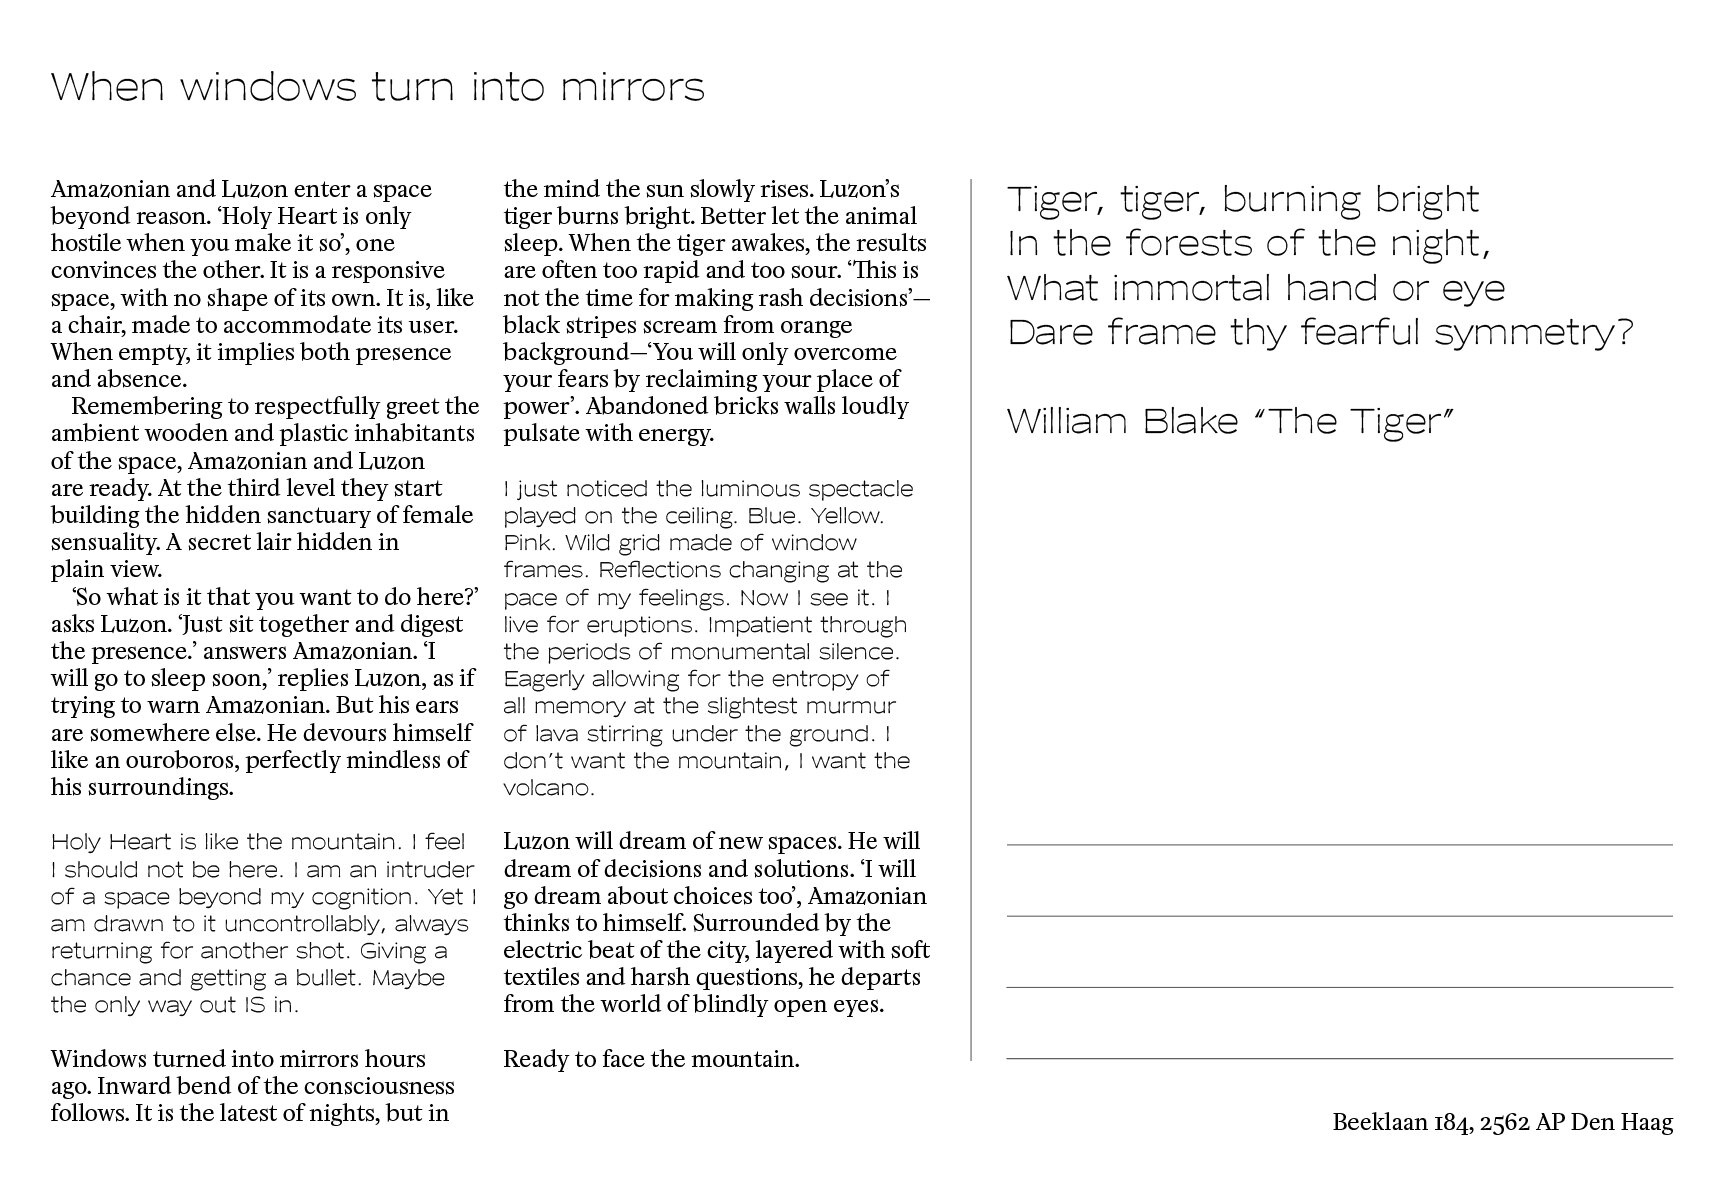 When windows turn into mirrors
Amazonian and Luzon enter a space
beyond reason. ‘Holy Heart is only
hostile when you make it so’, one
convinces the other. It is a responsive
space, with no shape of its own. It is, like
a chair, made to accommodate its user.
When empty, it implies both presence
and absence.
Remembering to respectfully greet the
ambient wooden and plastic inhabitants
of the space, Amazonian and Luzon
are ready. At the third level they start
building the hidden sanctuary of female
sensuality. A secret lair hidden in
plain view.
‘So what is it that you want to do here?’
asks Luzon. ‘Just sit together and digest
the presence.’ answers Amazonian. ‘I
will go to sleep soon,’ replies Luzon, as if
trying to warn Amazonian. But his ears
are somewhere else. He devours himself
like an ouroboros, perfectly mindless of
his surroundings.
Holy Heart is like the mountain. I feel
I should not be here. I am an intruder
of a space beyond my cognition. Yet I
am drawn to it uncontrollably, always
returning for another shot. Giving a
chance and getting a bullet. Maybe
the only way out IS in.
Windows turned into mirrors hours
ago. Inward bend of the consciousness
follows. It is the latest of nights, but in
the mind the sun slowly rises. Luzon’s
tiger burns bright. Better let the animal
sleep. When the tiger awakes, the results
are often too rapid and too sour. ‘This is
not the time for making rash decisions’—
black stripes scream from orange
background—‘You will only overcome
your fears by reclaiming your place of
power’. Abandoned bricks walls loudly
pulsate with energy.
I just noticed the luminous spectacle
played on the ceiling. Blue. Yellow.
Pink. Wild grid made of window
frames. Reflections changing at the
pace of my feelings. Now I see it. I
live for eruptions. Impatient through
the periods of monumental silence.
Eagerly allowing for the entropy of
all memory at the slightest murmur
of lava stirring under the ground. I
don’t want the mountain, I want the
volcano.
Luzon will dream of new spaces. He will
dream of decisions and solutions. ‘I will
go dream about choices too’, Amazonian
thinks to himself. Surrounded by the
electric beat of the city, layered with soft
textiles and harsh questions, he departs
from the world of blindly open eyes.
Ready to face the mountain.
Tiger, tiger, burning bright
In the forests of the night,
What immortal hand or eye
Dare frame thy fearful symmetry?
William Blake “The Tiger”
Beeklaan 184, 2562 AP Den Haag